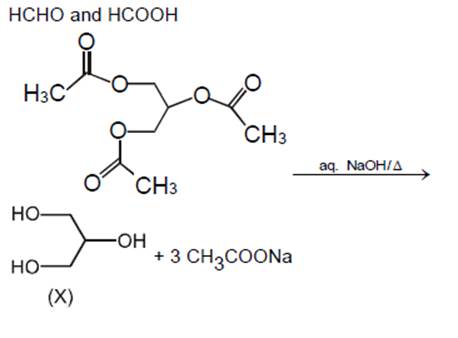 HCHO and HCOOH
O
H3C
O
O
O
CH3
O
O
CH3
aq. NaOH/Δ
HO
OH
HO
+ 3 CH3COONa
(X)